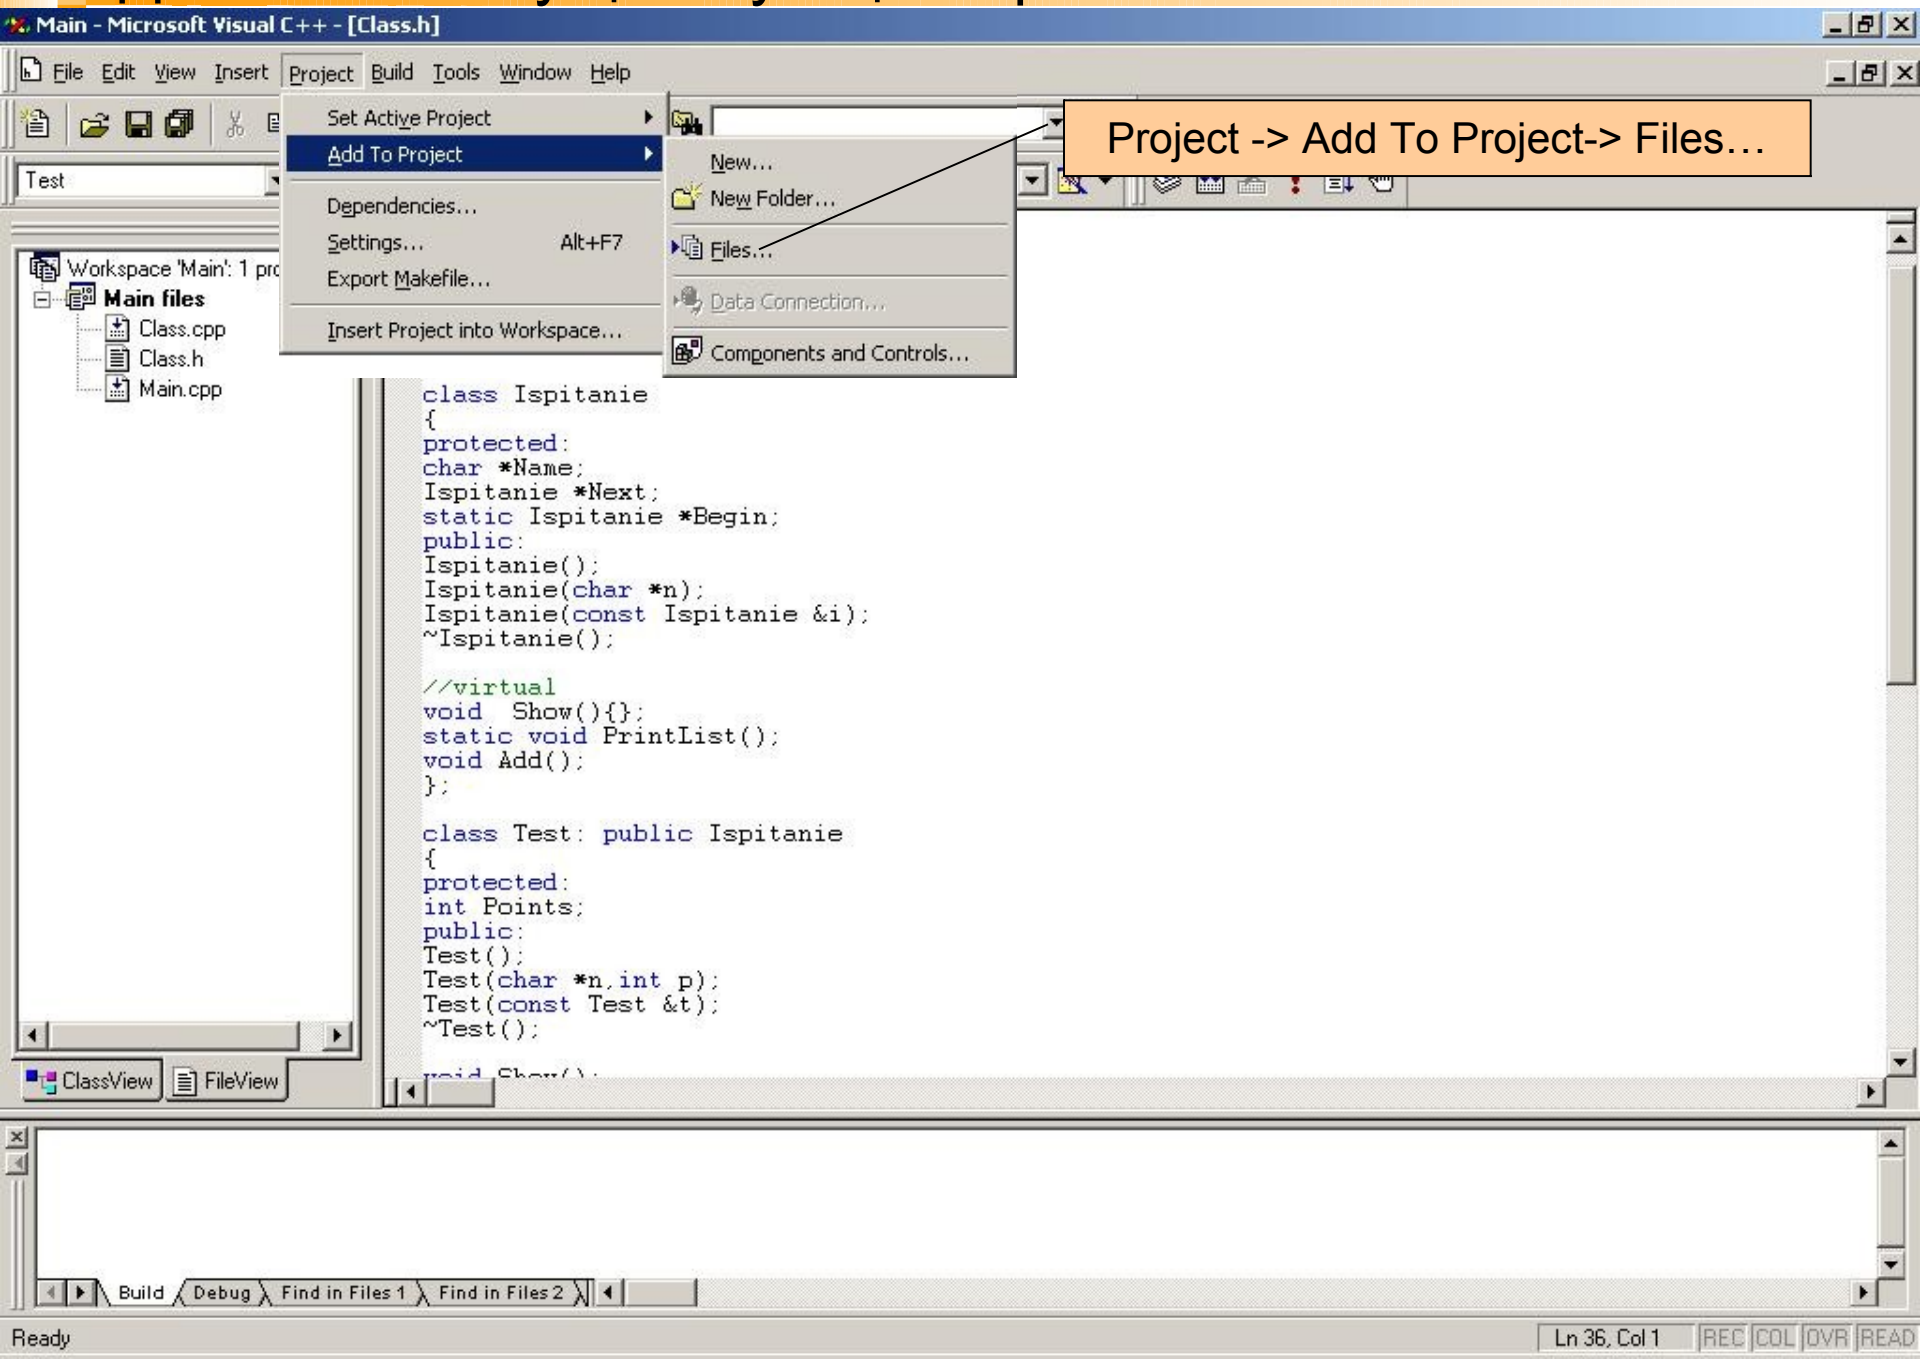 Main - Microsoft Visual C++ - [Class.h]
File Edit View Insert Project Build Tools Window Help
Set Active Project
Add To Project
Dependencies...
Settings... Alt+F7
Export Makefile...
Insert Project into Workspace...
New...
New Folder...
Files...
Data Connection...
Components and Controls...
Project -> Add To Project-> Files…
Test
Workspace 'Main': 1
Main files
Class.cpp
Class.h
Main.cpp
class Ispitanie
{
protected:
char *Name;
Ispitanie *Next;
static Ispitanie *Begin;
public:
Ispitanie();
Ispitanie(char *n);
Ispitanie(const Ispitanie &i);
~Ispitanie();
//virtual
void  Show(){};
static void PrintList();
void Add();
};
class Test: public Ispitanie
{
protected:
int Points;
public:
Test();
Test(char *n,int p);
Test(const Test &t);
~Test();
void Show();
ClassView FileView
Build Debug Find in Files 1 Find in Files 2
Ready
Ln 36, Col 1 REC COL OVR READ